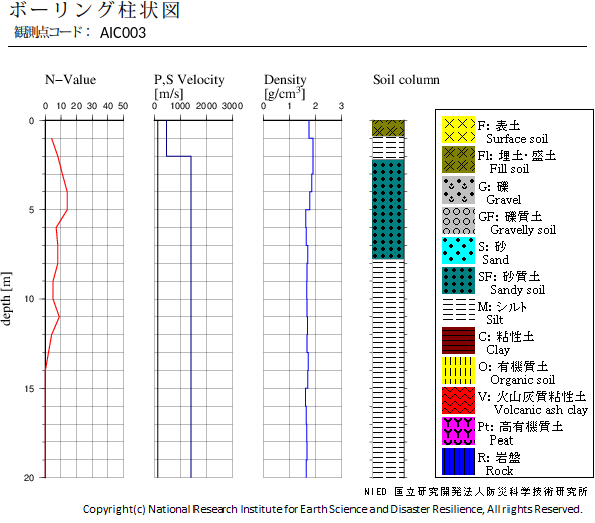 ボーリング柱状図
観測点コード： AIC003
N−Value
P,S Velocity
[m/s]
Density
[g/cm³]
Soil column
0 10 20 30 40 50
0 1000 2000 3000
0 1 2 3
0
5
10
15
20
depth [m]
F: 表土
Surface soil
Fl: 埋土・盛土
Fill soil
G: 礫
Gravel
GF: 礫質土
Gravelly soil
S: 砂
Sand
SF: 砂質土
Sandy soil
M: シルト
Silt
C: 粘性土
Clay
O: 有機質土
Organic soil
V: 火山灰質粘性土
Volcanic ash clay
Pt: 高有機質土
Peat
R: 岩盤
Rock
NIED 国立研究開発法人防災科学技術研究所
Copyright(c) National Research Institute for Earth Science and Disaster Resilience, All rights Reserved.